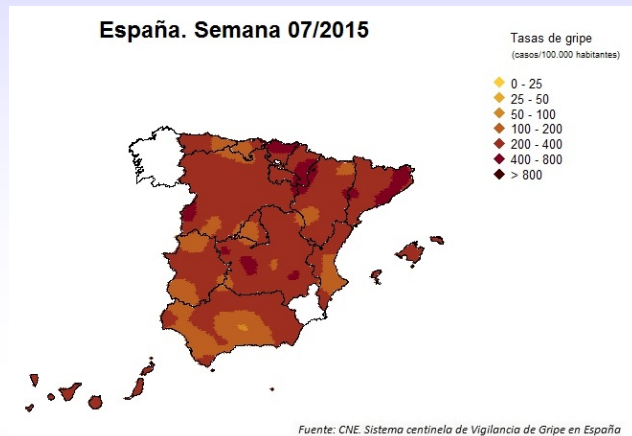 España. Semana 07/2015
Tasas de gripe
(casos/100.000 habitantes)
0 - 25
25 - 50
50 - 100
100 - 200
200 - 400
400 - 800
> 800
Fuente: CNE. Sistema centinela de Vigilancia de Gripe en España